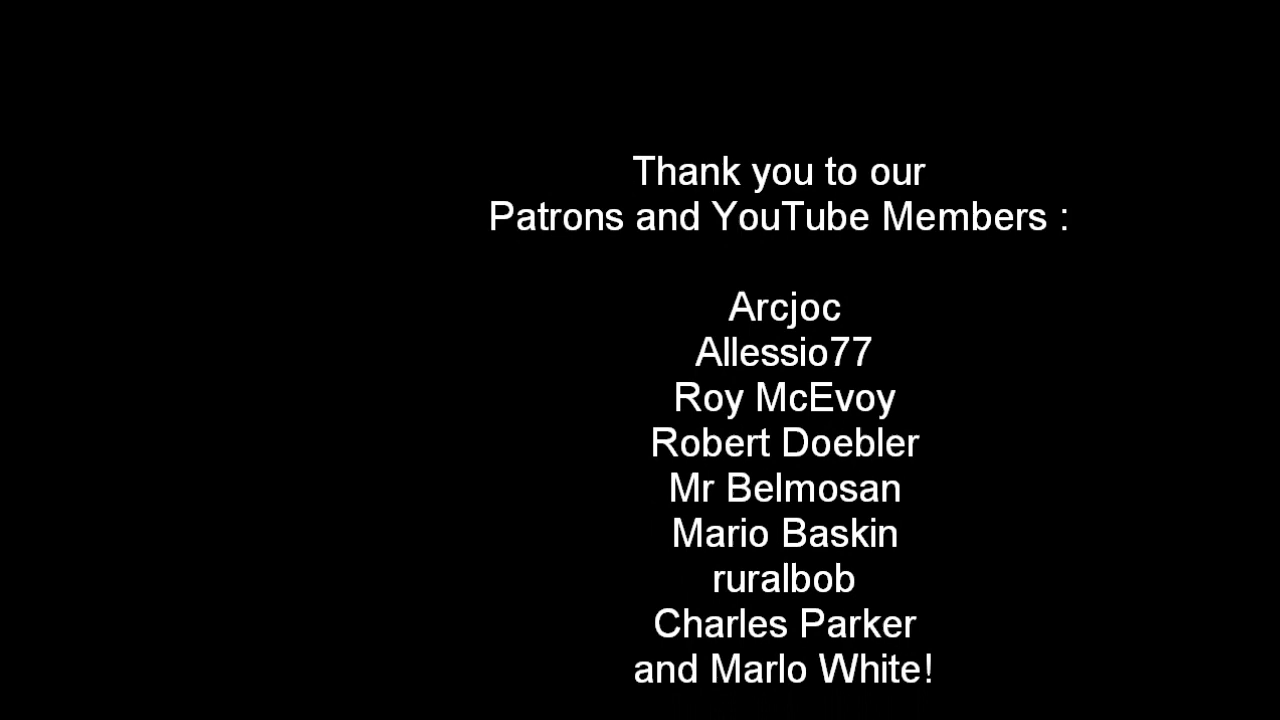 Thank you to our
Patrons and YouTube Members :
Arcjoc
Allessio77
Roy McEvoy
Robert Doebler
Mr Belmosan
Mario Baskin
ruralbob
Charles Parker
and Marlo White!